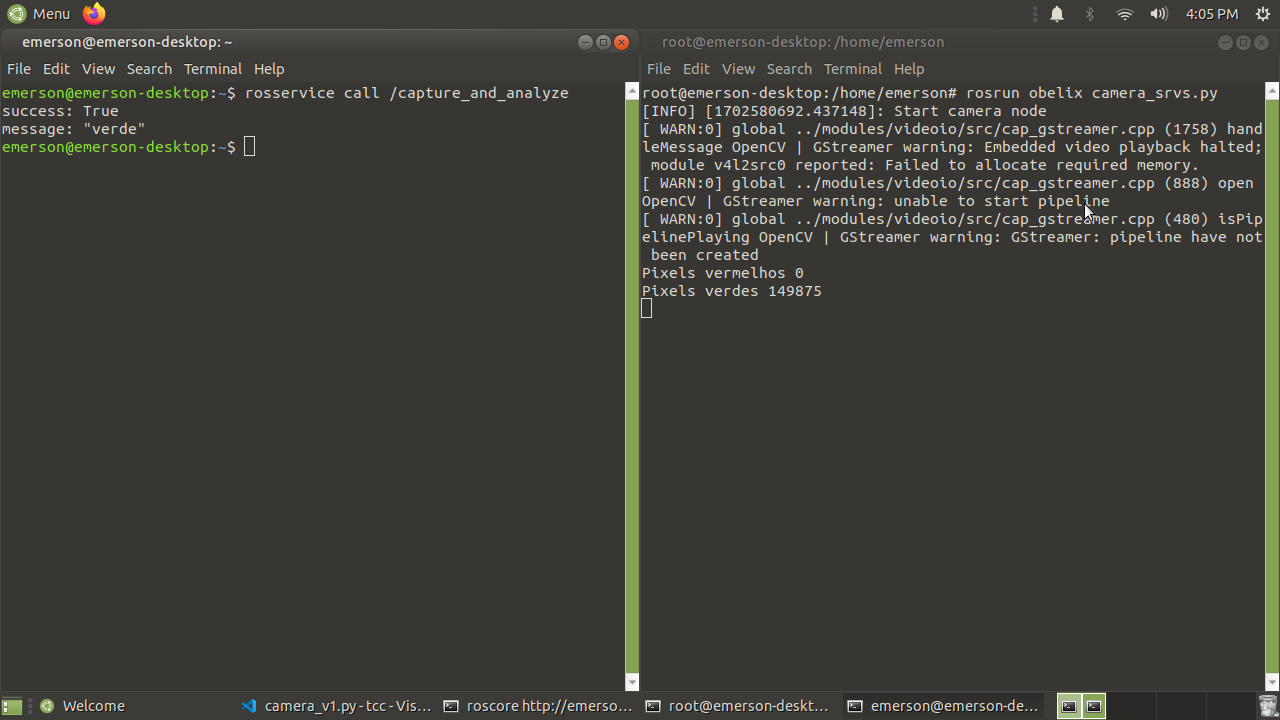 Menu
4:05 PM
emerson@emerson-desktop: ~
File Edit View Search Terminal Help
emerson@emerson-desktop:~$ rosservice call /capture_and_analyze
success: True
message: "verde"
emerson@emerson-desktop:~$
root@emerson-desktop: /home/emerson
File Edit View Search Terminal Help
root@emerson-desktop:/home/emerson# rosrun obelix camera_srvs.py
[INFO] [1702580692.437148]: Start camera node
[ WARN:0] global ../modules/videoio/src/cap_gstreamer.cpp (1758) hand
leMessage OpenCV | GStreamer warning: Embedded video playback halted;
 module v4l2src0 reported: Failed to allocate required memory.
[ WARN:0] global ../modules/videoio/src/cap_gstreamer.cpp (888) open
OpenCV | GStreamer warning: unable to start pipeline
[ WARN:0] global ../modules/videoio/src/cap_gstreamer.cpp (480) isPip
elinePlaying OpenCV | GStreamer warning: GStreamer: pipeline have not
 been created
Pixels vermelhos 0
Pixels verdes 149875
Welcome
camera_v1.py - tcc - Vis...
roscore http://emerso...
root@emerson-deskt...
emerson@emerson-de...